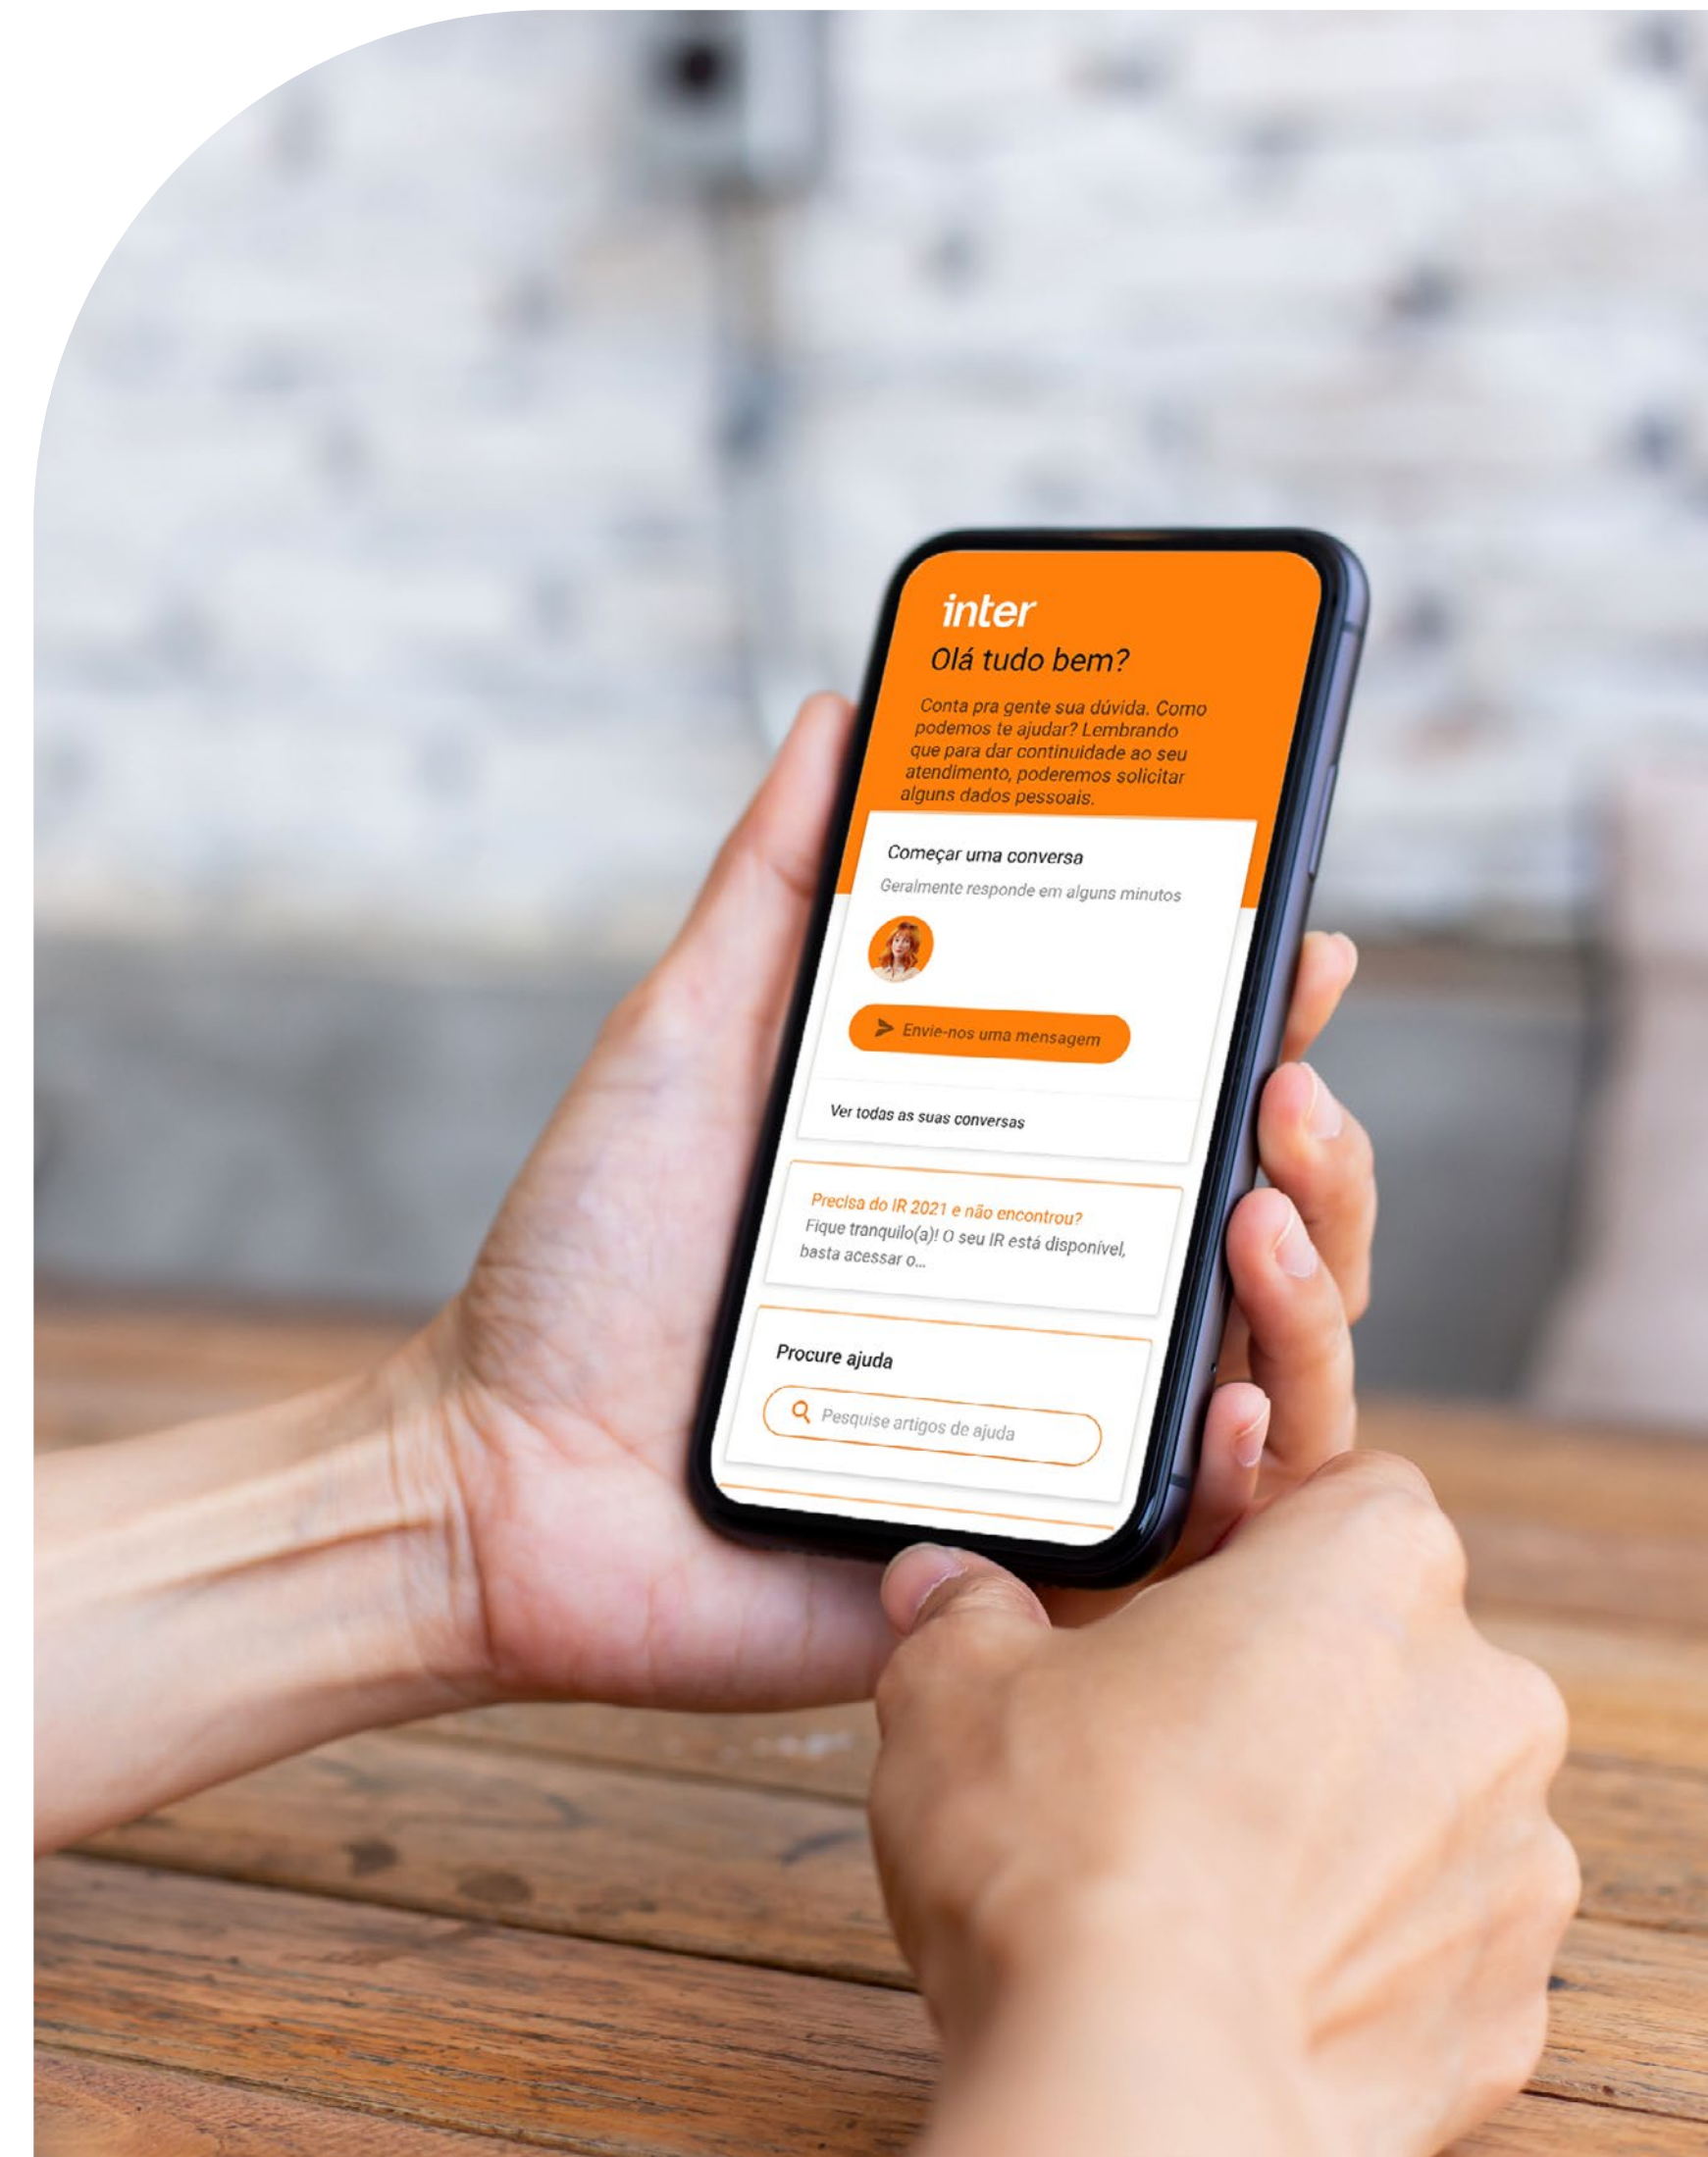 inter
Olá tudo bem?
Conta pra gente sua dúvida. Como
podemos te ajudar? Lembrando
que para dar continuidade ao seu
atendimento, poderemos solicitar
alguns dados pessoais.
Começar uma conversa
Geralmente responde em alguns minutos
Envie-nos uma mensagem
Ver todas as suas conversas
Precisa do IR 2021 e não encontrou?
Fique tranquilo(a)! O seu IR está disponível,
basta acessar o...
Procure ajuda
Pesquise artigos de ajuda